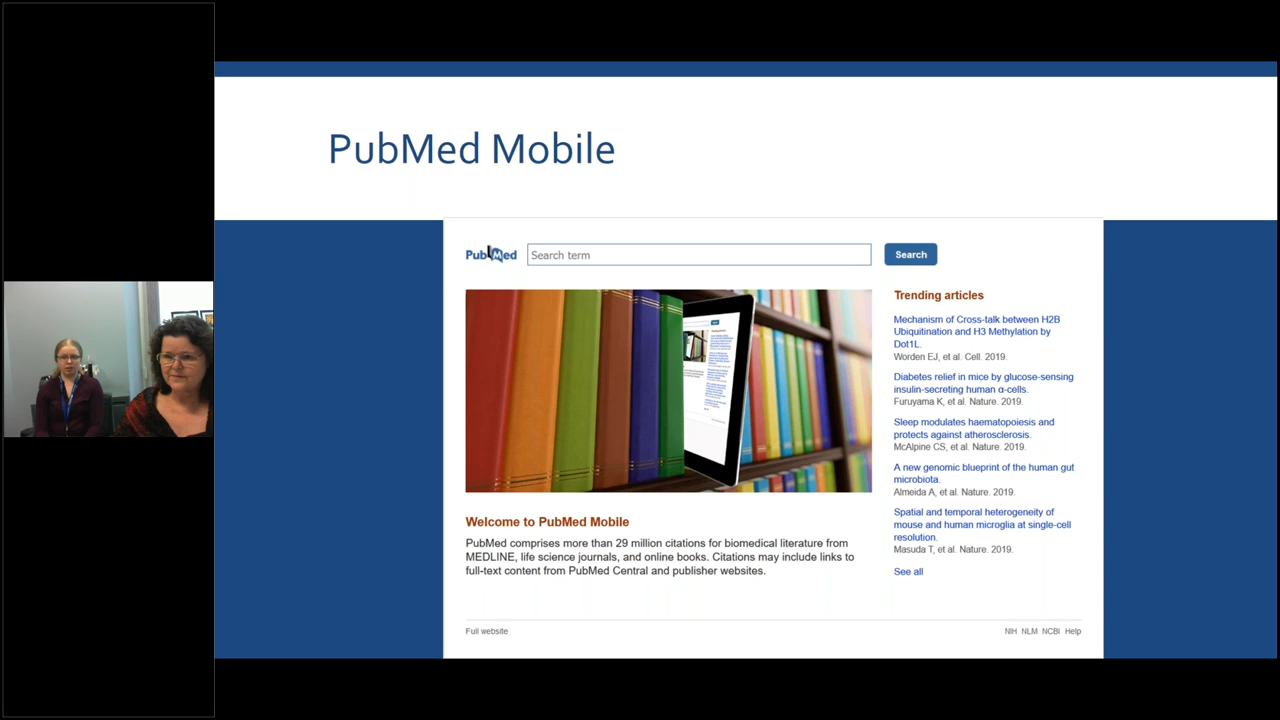 PubMed Mobile
PubMed
Search term
Search
Trending articles
Mechanism of Cross-talk between H2B
Ubiquitination and H3 Methylation by
Dot1L.
Worden EJ, et al. Cell. 2019.
Diabetes relief in mice by glucose-sensing
insulin-secreting human α-cells.
Furuyama K, et al. Nature. 2019.
Sleep modulates haematopoiesis and
protects against atherosclerosis.
McAlpine CS, et al. Nature. 2019.
A new genomic blueprint of the human gut
microbiota.
Almeida A, et al. Nature. 2019.
Spatial and temporal heterogeneity of
mouse and human microglia at single-cell
resolution.
Masuda T, et al. Nature. 2019.
See all
Welcome to PubMed Mobile
PubMed comprises more than 29 million citations for biomedical literature from
MEDLINE, life science journals, and online books. Citations may include links to
full-text content from PubMed Central and publisher websites.
Full website
NIH NLM NCBI Help